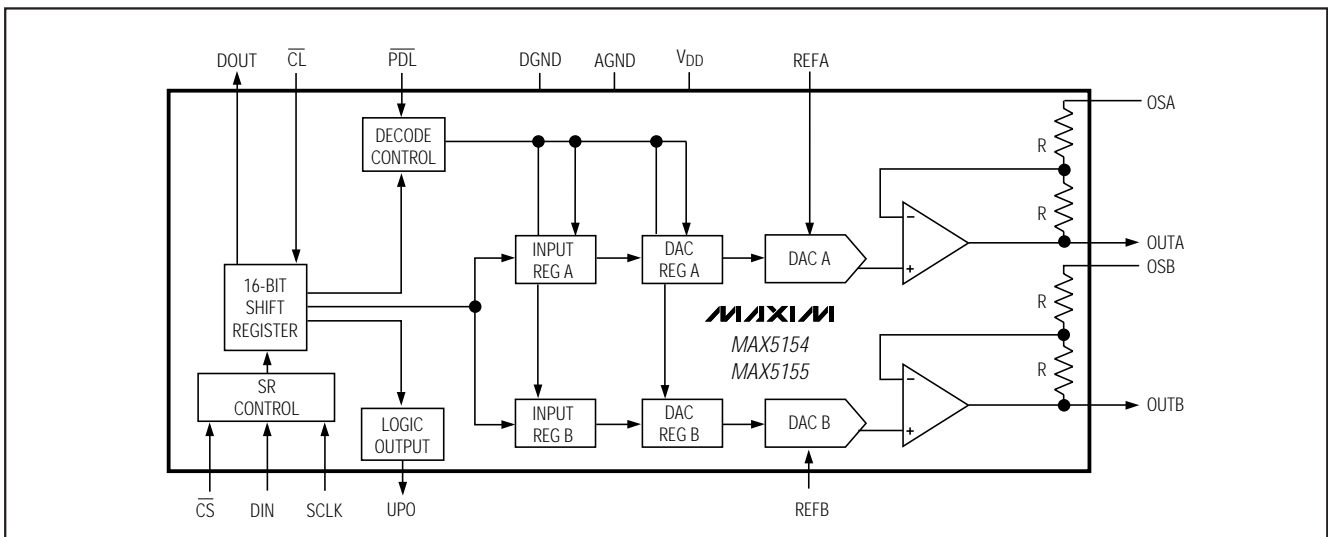 DOUT
CL
PDL
DGND
AGND
VDD
REFA
OSA
DECODE
CONTROL
R
R
INPUT
REG A
DAC
REG A
DAC A
−
+
OUTA
OSB
16-BIT
SHIFT
REGISTER
MAXIM
MAX5154
MAX5155
R
R
SR
CONTROL
LOGIC
OUTPUT
INPUT
REG B
DAC
REG B
DAC B
−
+
OUTB
CS
DIN
SCLK
UPO
REFB